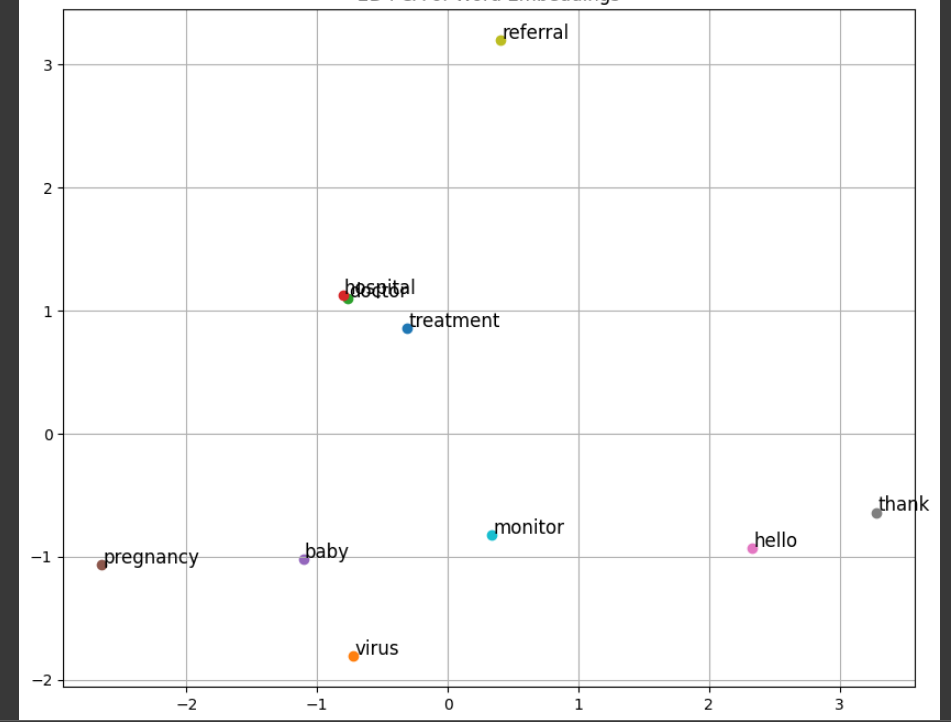 referral
3
2
hospital
doctor
1
treatment
0
thank
monitor
hello
−1
baby
pregnancy
virus
−2
−2 −1 0 1 2 3